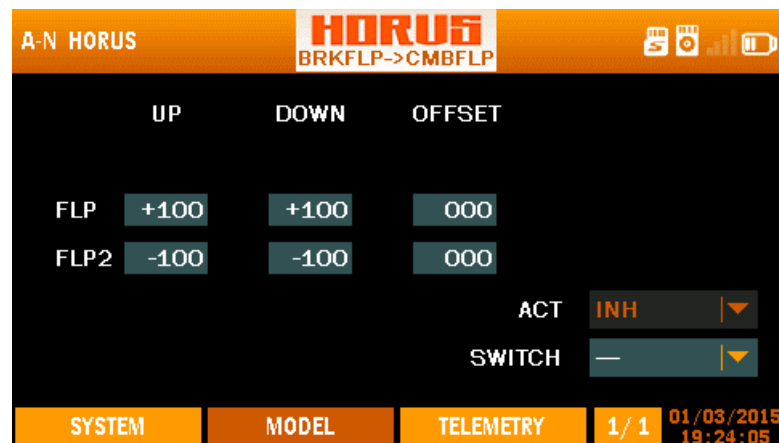 A-N HORUS
HORUS
BRKFLP->CMBFLP
UP DOWN OFFSET
FLP +100 +100 000
FLP2 -100 -100 000
ACT INH
SWITCH —
SYSTEM MODEL TELEMETRY 1/1 01/03/2015
19:24:05